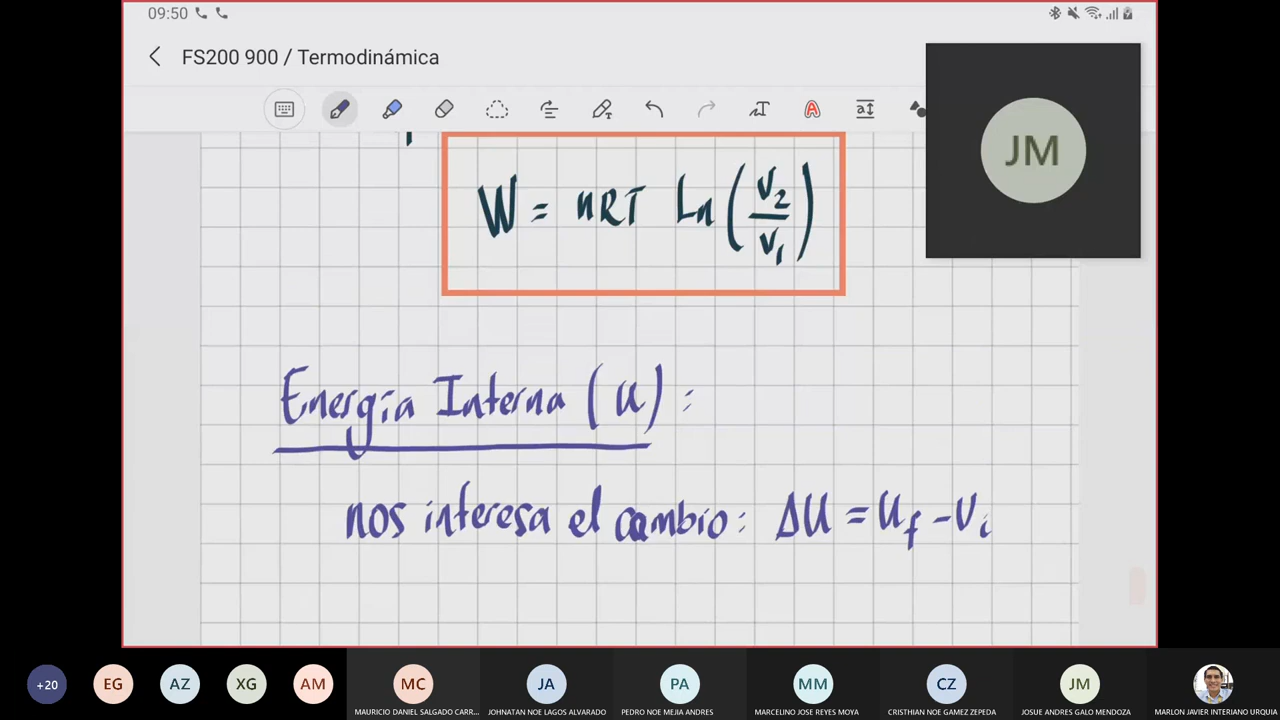 09:50
FS200 900 / Termodinámica
JM
W = nRT Ln (V2/V1)
Energía Interna (U) :
nos interesa el cambio: ΔU = Uf - Ui
+20
EG
AZ
XG
AM
MC
JA
PA
MM
CZ
JM
MAURICIO DANIEL SALGADO CARR...
JOHNATAN NOE LAGOS ALVARADO
PEDRO NOE MEJIA ANDRES
MARCELINO JOSE REYES MOYA
CRISTHIAN NOE GAMEZ ZEPEDA
JOSUE ANDRES GALO MENDOZA
MARLON JAVIER INTERIANO URQUIA